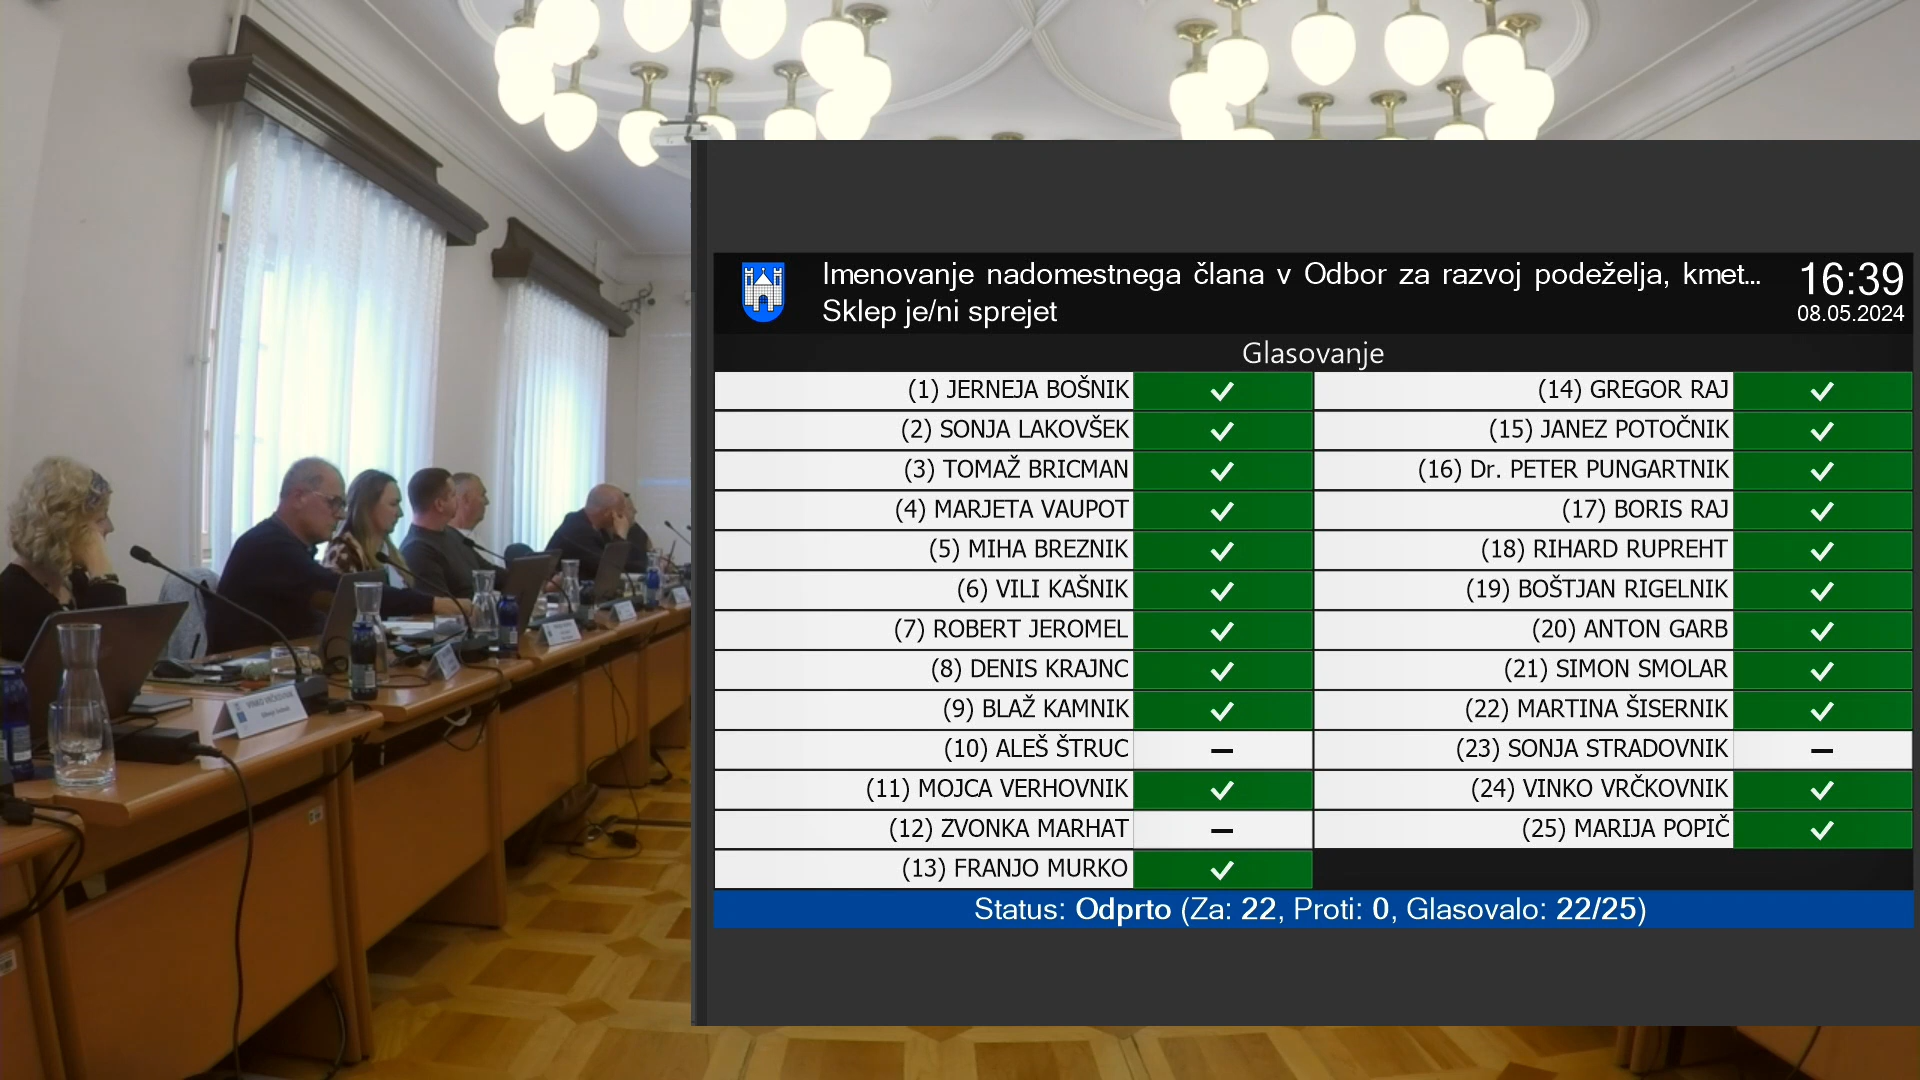 Imenovanje nadomestnega člana v Odbor za razvoj podeželja, kmet...
Sklep je/ni sprejet
16:39
08.05.2024
Glasovanje
(1) JERNEJA BOŠNIK
(2) SONJA LAKOVŠEK
(3) TOMAŽ BRICMAN
(4) MARJETA VAUPOT
(5) MIHA BREZNIK
(6) VILI KAŠNIK
(7) ROBERT JEROMEL
(8) DENIS KRAJNC
(9) BLAŽ KAMNIK
(10) ALEŠ ŠTRUC
(11) MOJCA VERHOVNIK
(12) ZVONKA MARHAT
(13) FRANJO MURKO
(14) GREGOR RAJ
(15) JANEZ POTOČNIK
(16) Dr. PETER PUNGARTNIK
(17) BORIS RAJ
(18) RIHARD RUPREHT
(19) BOŠTJAN RIGELNIK
(20) ANTON GARB
(21) SIMON SMOLAR
(22) MARTINA ŠISERNIK
(23) SONJA STRADOVNIK
(24) VINKO VRČKOVNIK
(25) MARIJA POPIČ
Status: Odprto (Za: 22, Proti: 0, Glasovalo: 22/25)
VINKO VRČKOVNIK